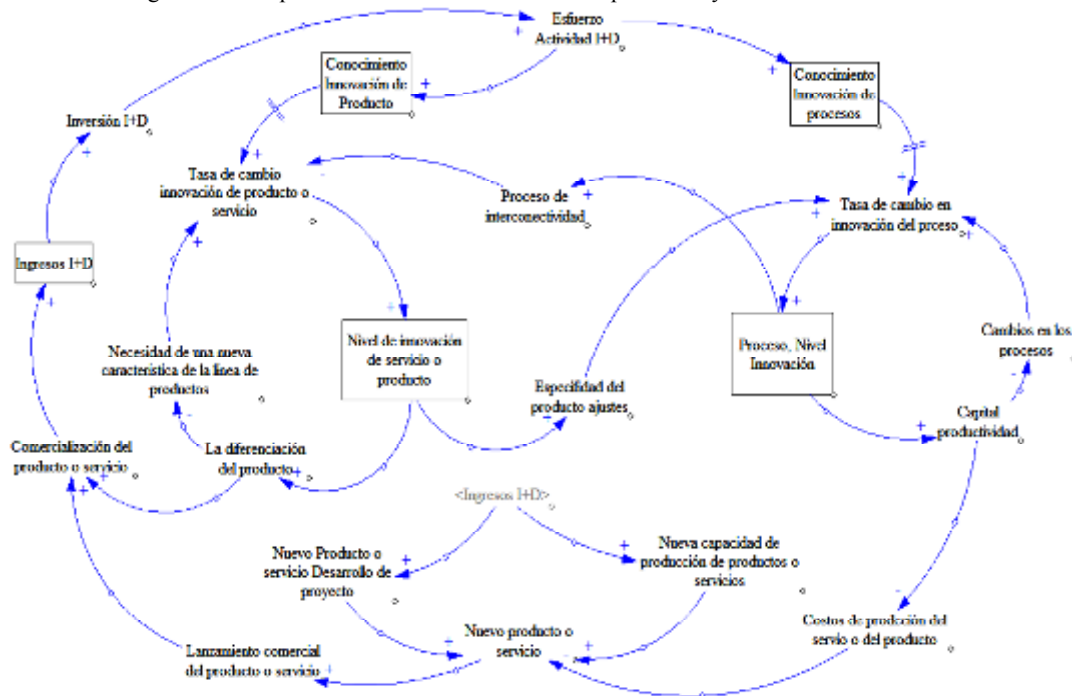 Esfuerzo
Actividad I+D
Conocimiento
Innovación de
Producto
Conocimiento
Innovación de
procesos
Inversión I+D
Tasa de cambio
innovación de producto o
servicio
Proceso de
interconectividad
Tasa de cambio en
innovación del prceso
Ingresos I+D
Nivel de innovación
de servicio o
producto
Proceso, Nivel
Innovación
Cambios en los
procesos
Necesidad de una nueva
caracteristica de la linea de
productos
Especifidad del
producto ajustes
Capital
productividad
Comercialización del
producto o servicio
La diferenciación
del producto
<Ingresos I+D>
Nuevo Producto o
servicio Desarrollo de
proyecto
Nueva capacidad de
producción de productos o
servicios
Costos de del
servio o del producto
Nuevo producto o
servicio
Lanzamiento comercial
del producto o servicio